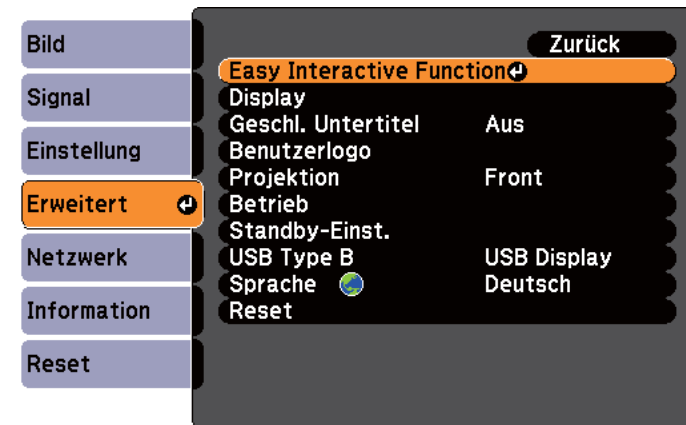 Bild
Signal
Einstellung
Erweitert
Netzwerk
Information
Reset
Zurück
Easy Interactive Function
Display
Geschl. Untertitel Aus
Benutzerlogo
Projektion Front
Betrieb
Standby-Einst.
USB Type B USB Display
Sprache Deutsch
Reset